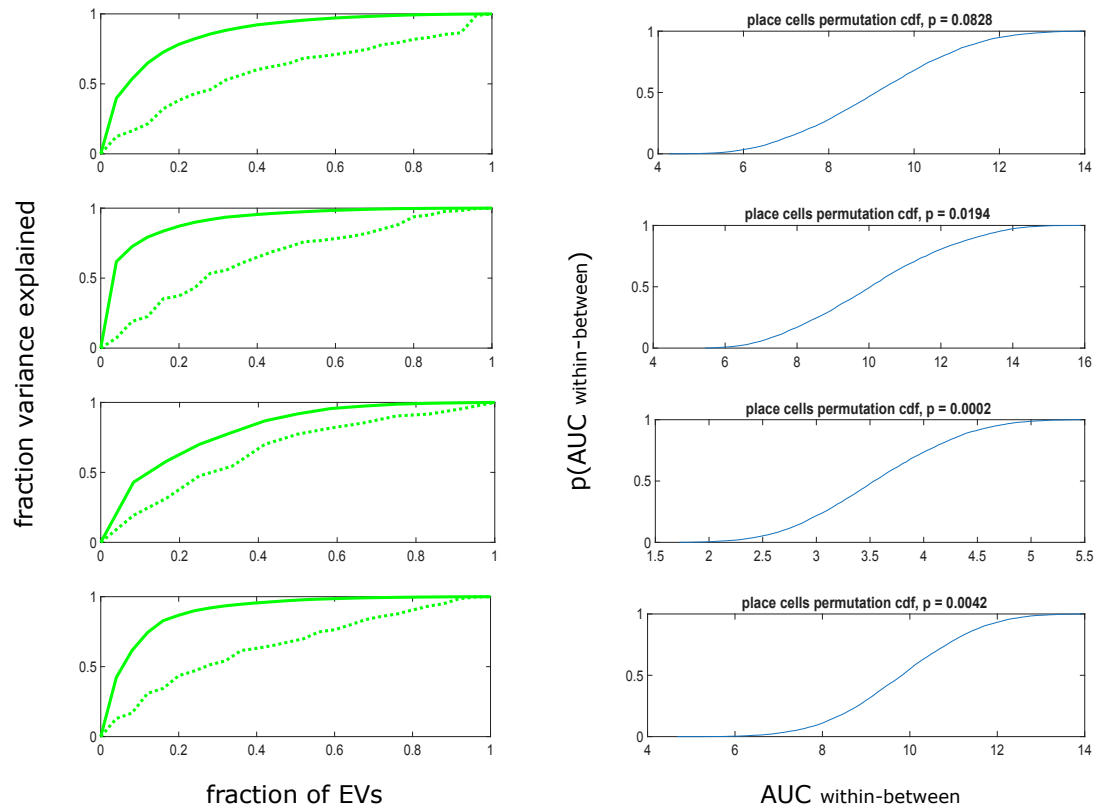 fraction variance explained
1
0.5
0
0 0.2 0.4 0.6 0.8 1
1
0.5
0
0 0.2 0.4 0.6 0.8 1
1
0.5
0
0 0.2 0.4 0.6 0.8 1
1
0.5
0
0 0.2 0.4 0.6 0.8 1
fraction of EVs
p(AUC within-between)
place cells permutation cdf, p = 0.0828
1
0.5
0
4 6 8 10 12 14
place cells permutation cdf, p = 0.0194
1
0.5
0
4 6 8 10 12 14 16
place cells permutation cdf, p = 0.0002
1
0.5
0
1.5 2 2.5 3 3.5 4 4.5 5 5.5
place cells permutation cdf, p = 0.0042
1
0.5
0
4 6 8 10 12 14
AUC within-between